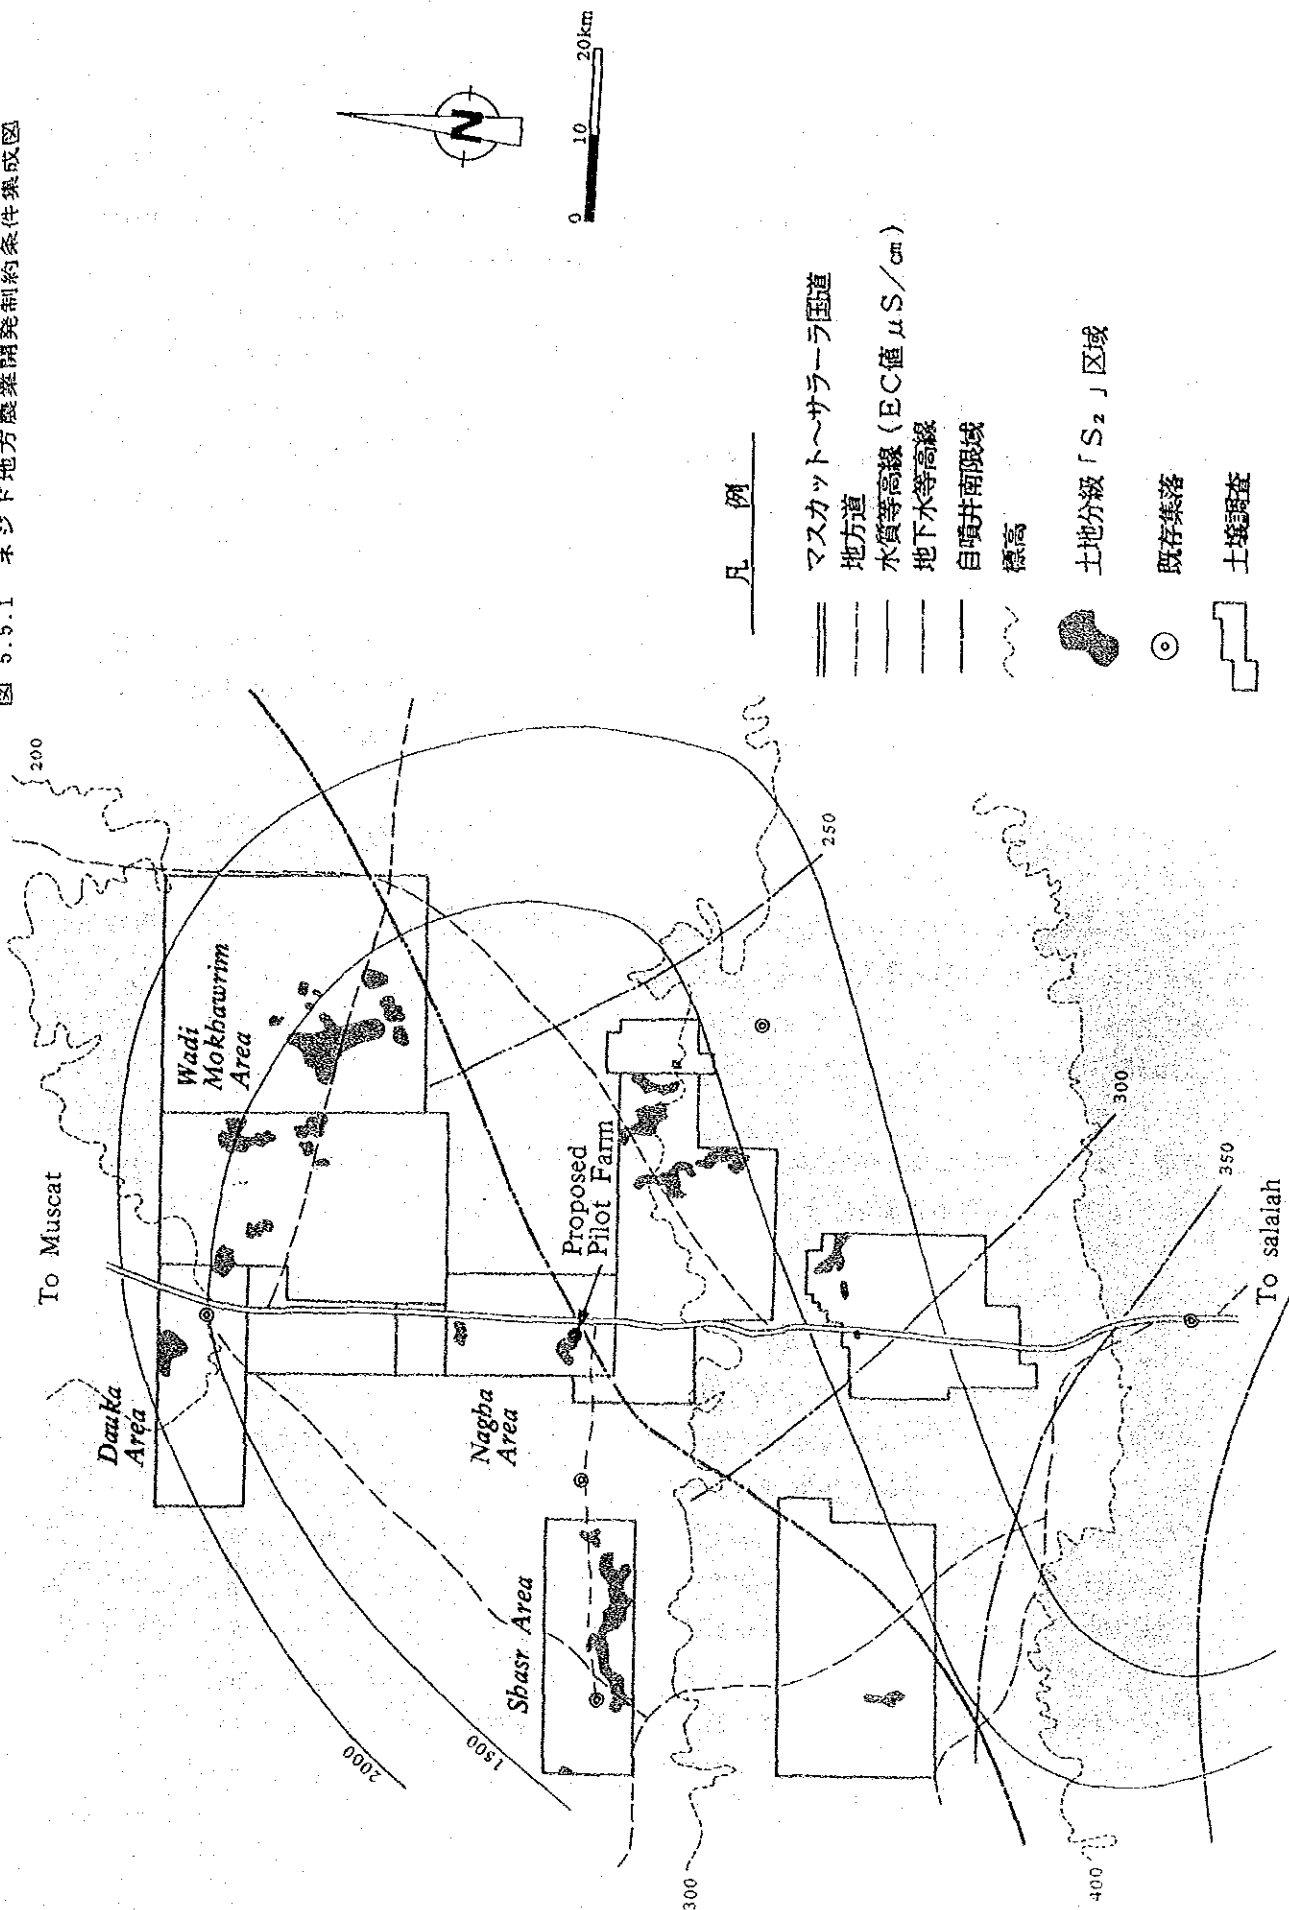 図 5.5.1 ネジド地方農業開発制約条件集成図
N
0 10 20km
To Muscat
200
Dauka
Area
Wadi
Mokhawrim
Area
Nagha
Area
Proposed
Pilot Farm
Shasr Area
2000
1500
250
300
300
350
400
To salalah
凡 例
マスカット～サラーラ国道
地方道
水質等高線(EC値μS/cm)
地下水等高線
自噴井南限域
標高
土地分級「S₂」区域
既存集落
土壌調査